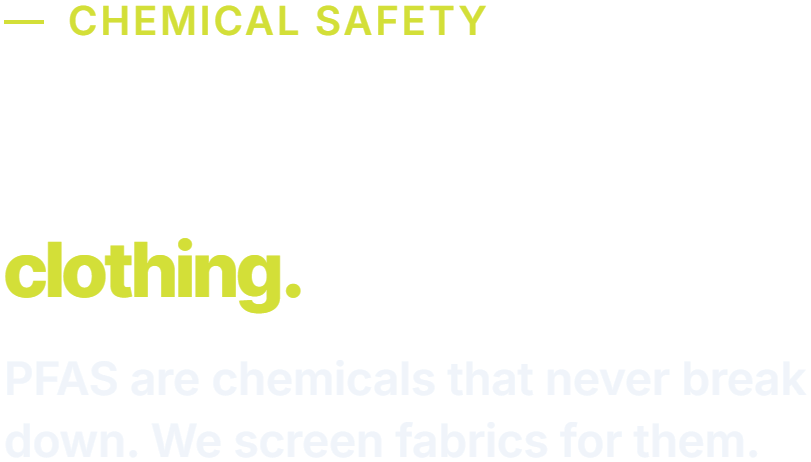 — CHEMICAL SAFETY
clothing.
PFAS are chemicals that never break
down. We screen fabrics for them.